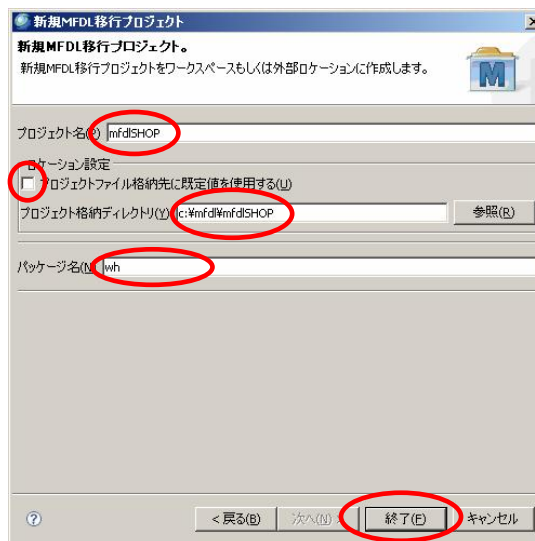 新規MFDL移行プロジェクト
新規MFDL移行プロジェクト。
新規MFDL移行プロジェクトをワークスペースもしくは外部ロケーションに作成します。
M
プロジェクト名(P) mfdlSHOP
ロケーション設定
プロジェクトファイル格納先に既定値を使用する(U)
プロジェクト格納ディレクトリ(Y) c:¥mfdl¥mfdlSHOP 参照(R)
パッケージ名(N) wh
? <戻る(B) 次へ(N) > 終了(F) キャンセル